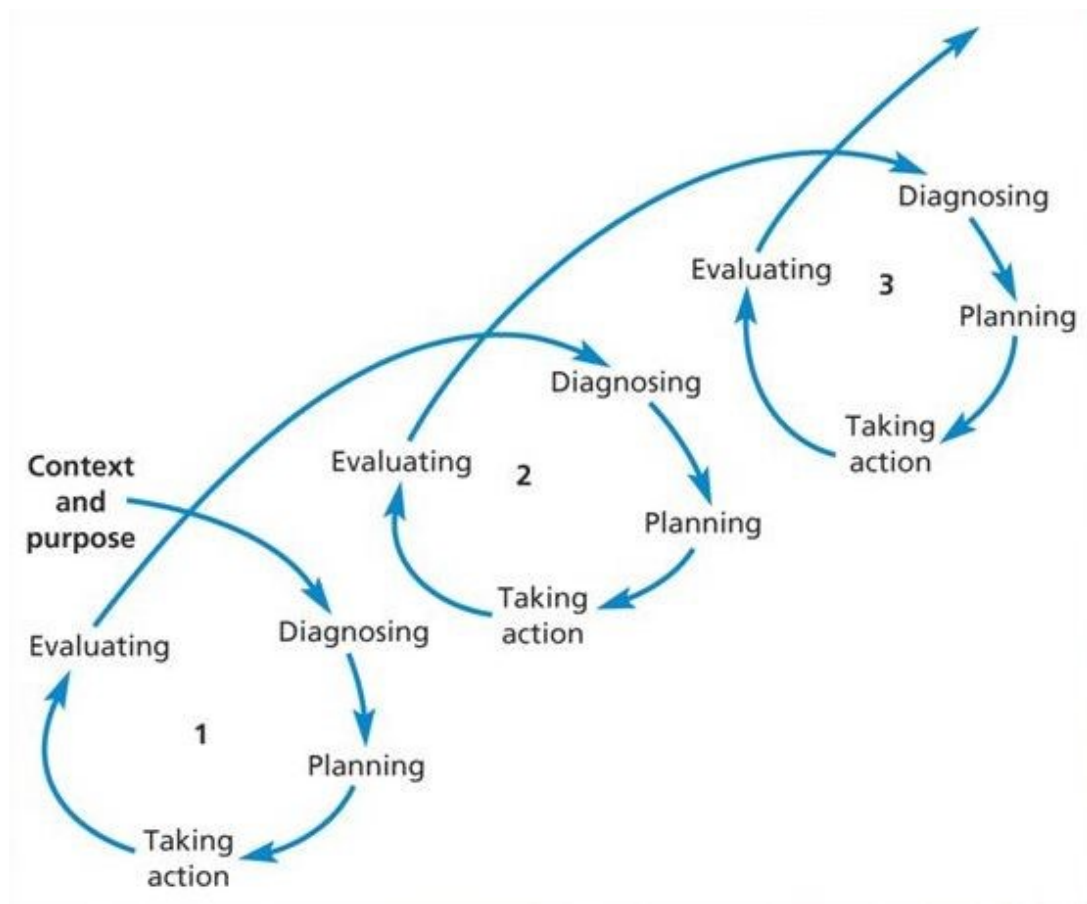 Context
and
purpose
Diagnosing
Planning
Taking
action
Evaluating
1
Diagnosing
Planning
Taking
action
Evaluating
2
Diagnosing
Planning
Taking
action
Evaluating
3